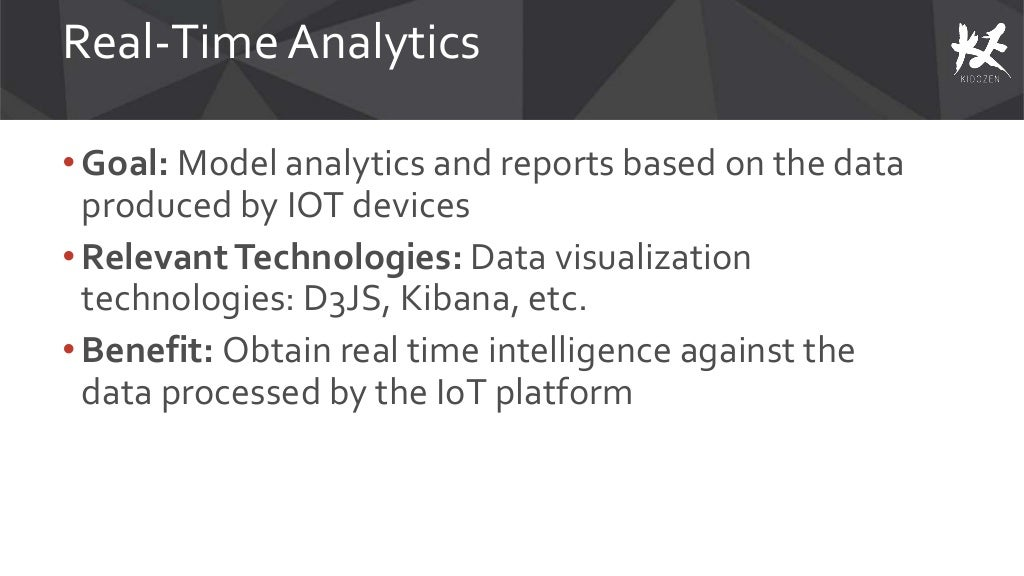 Real-Time Analytics
KIDOZEN
• Goal: Model analytics and reports based on the data
produced by IOT devices
• Relevant Technologies: Data visualization
technologies: D3JS, Kibana, etc.
• Benefit: Obtain real time intelligence against the
data processed by the IoT platform